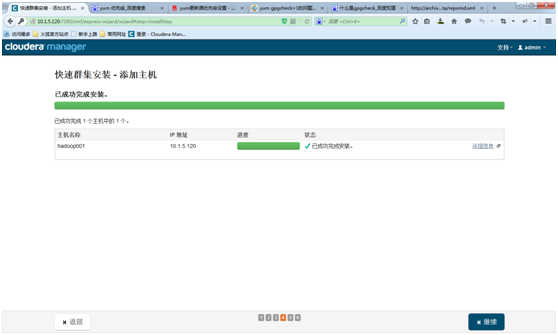 快速群集安装 - 添加主机 ...
yum 优先级_百度搜索
yum更新源优先级设置 - ...
yum gpgcheck=1的问题...
什么是gpgcheck_百度知道
http://archiv...ta/repomd.xml
10.1.5.120:7180/cmf/express-wizard/wizard#step=installStep
百度 <Ctrl+K>
访问最多
火狐官方站点
新手上路
常用网址
登录 - Cloudera Man...
cloudera manager
支持
admin
快速群集安装 - 添加主机
已成功完成安装。
已成功完成 1 个主机中的 1 个。
主机名称 IP 地址 进度 状态
hadoop001 10.1.5.120 已成功完成安装。 详细信息
返回
1 2 3 4 5 6
继续